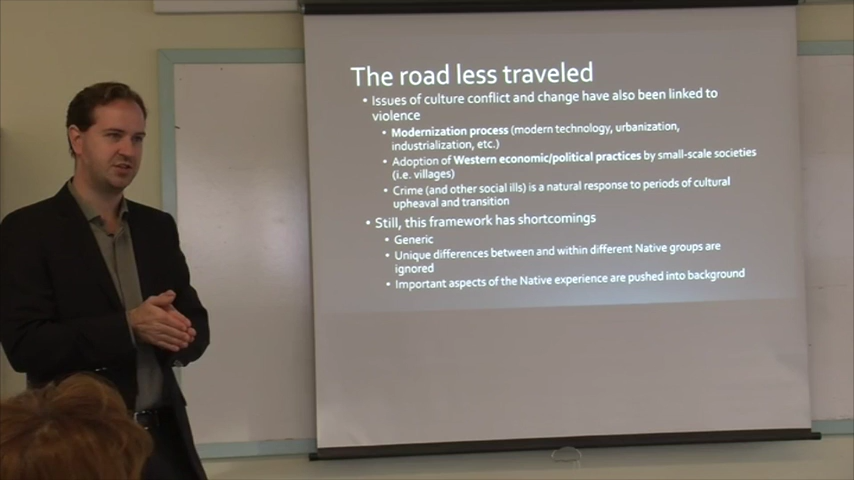 The road less traveled
• Issues of culture conflict and change have also been linked to
violence
• Modernization process (modern technology, urbanization,
industrialization, etc.)
• Adoption of Western economic/political practices by small-scale societies
(i.e. villages)
• Crime (and other social ills) is a natural response to periods of cultural
upheaval and transition
• Still, this framework has shortcomings
• Generic
• Unique differences between and within different Native groups are
ignored
• Important aspects of the Native experience are pushed into background